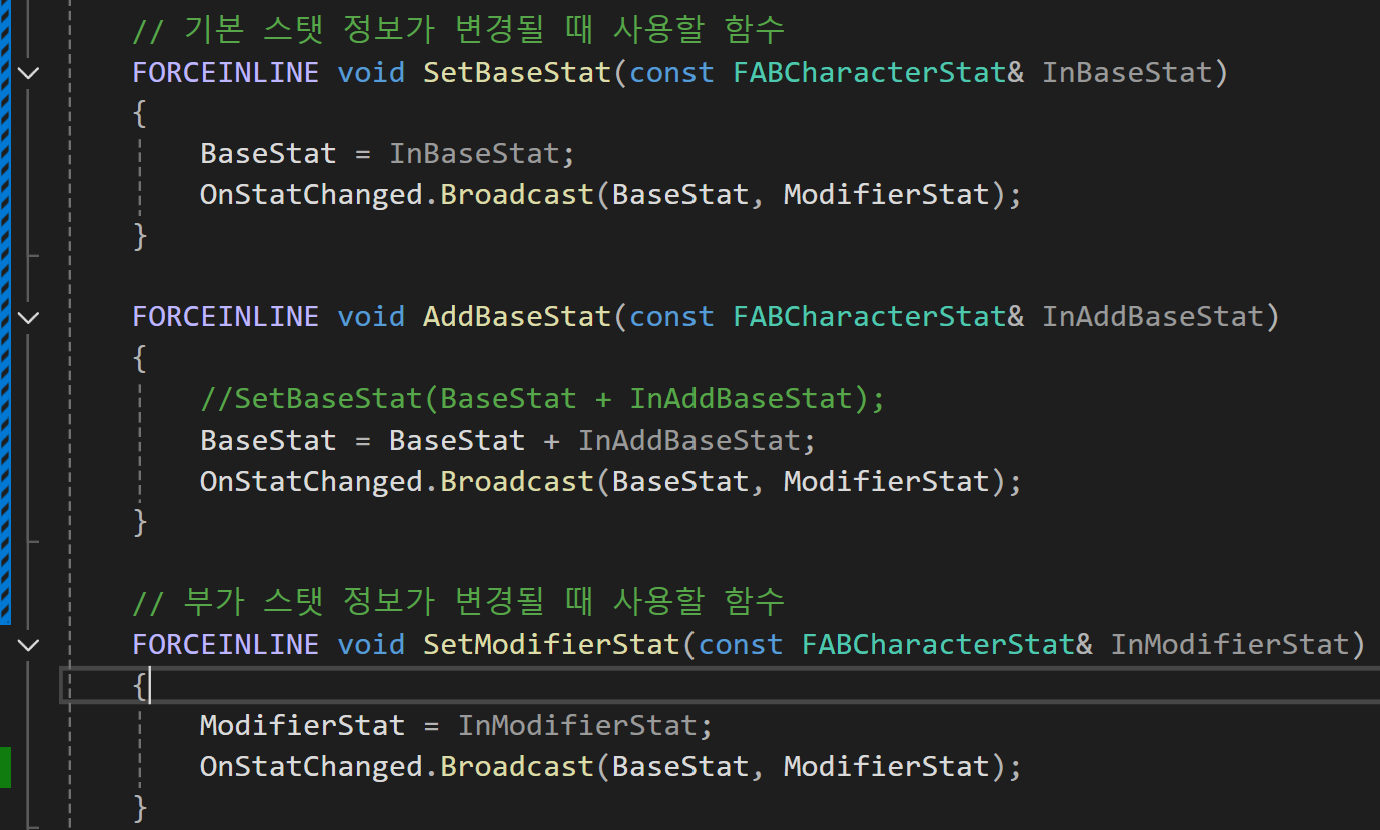 // 기본 스탯 정보가 변경될 때 사용할 함수
FORCEINLINE void SetBaseStat(const FABCharacterStat& InBaseStat)
{
BaseStat = InBaseStat;
OnStatChanged.Broadcast(BaseStat, ModifierStat);
}
FORCEINLINE void AddBaseStat(const FABCharacterStat& InAddBaseStat)
{
//SetBaseStat(BaseStat + InAddBaseStat);
BaseStat = BaseStat + InAddBaseStat;
OnStatChanged.Broadcast(BaseStat, ModifierStat);
}
// 부가 스탯 정보가 변경될 때 사용할 함수
FORCEINLINE void SetModifierStat(const FABCharacterStat& InModifierStat)
{
ModifierStat = InModifierStat;
OnStatChanged.Broadcast(BaseStat, ModifierStat);
}